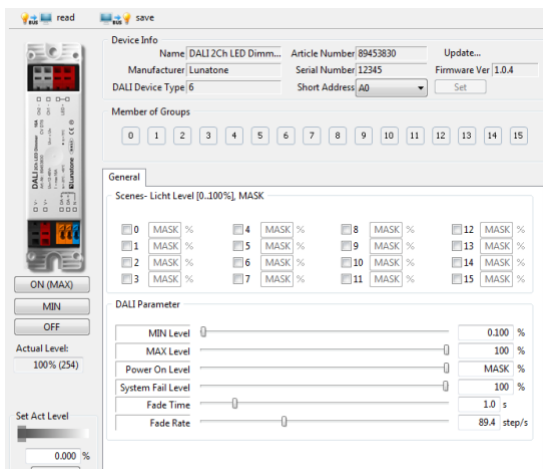 read save
Device Info
Name DALI 2Ch LED Dimm... Article Number 89453830 Update...
Manufacturer Lunatone Serial Number 12345 Firmware Ver 1.0.4
DALI Device Type 6 Short Address A0 Set
Member of Groups
0 1 2 3 4 5 6 7 8 9 10 11 12 13 14 15
General
Scenes- Licht Level [0..100%], MASK
0 MASK % 4 MASK % 8 MASK % 12 MASK %
1 MASK % 5 MASK % 9 MASK % 13 MASK %
2 MASK % 6 MASK % 10 MASK % 14 MASK %
3 MASK % 7 MASK % 11 MASK % 15 MASK %
ON (MAX)
MIN
OFF
Actual Level:
100% (254)
Set Act Level
0.000 %
DALI Parameter
MIN Level 0.100 %
MAX Level 100 %
Power On Level MASK %
System Fail Level 100 %
Fade Time 1.0 s
Fade Rate 89.4 step/s
DALI 2Ch LED Dimmer
Lunatone